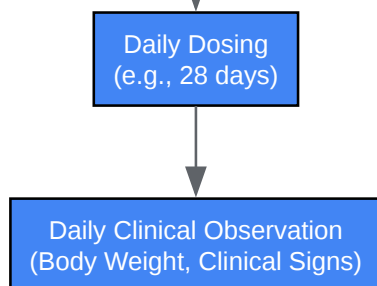 Daily Dosing
(e.g., 28 days)
Daily Clinical Observation
(Body Weight, Clinical Signs)